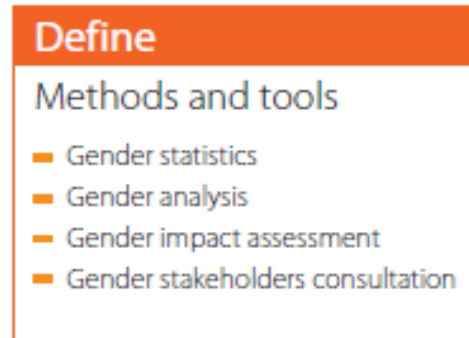 Define
Methods and tools
Gender statistics
Gender analysis
Gender impact assessment
Gender stakeholders consultation